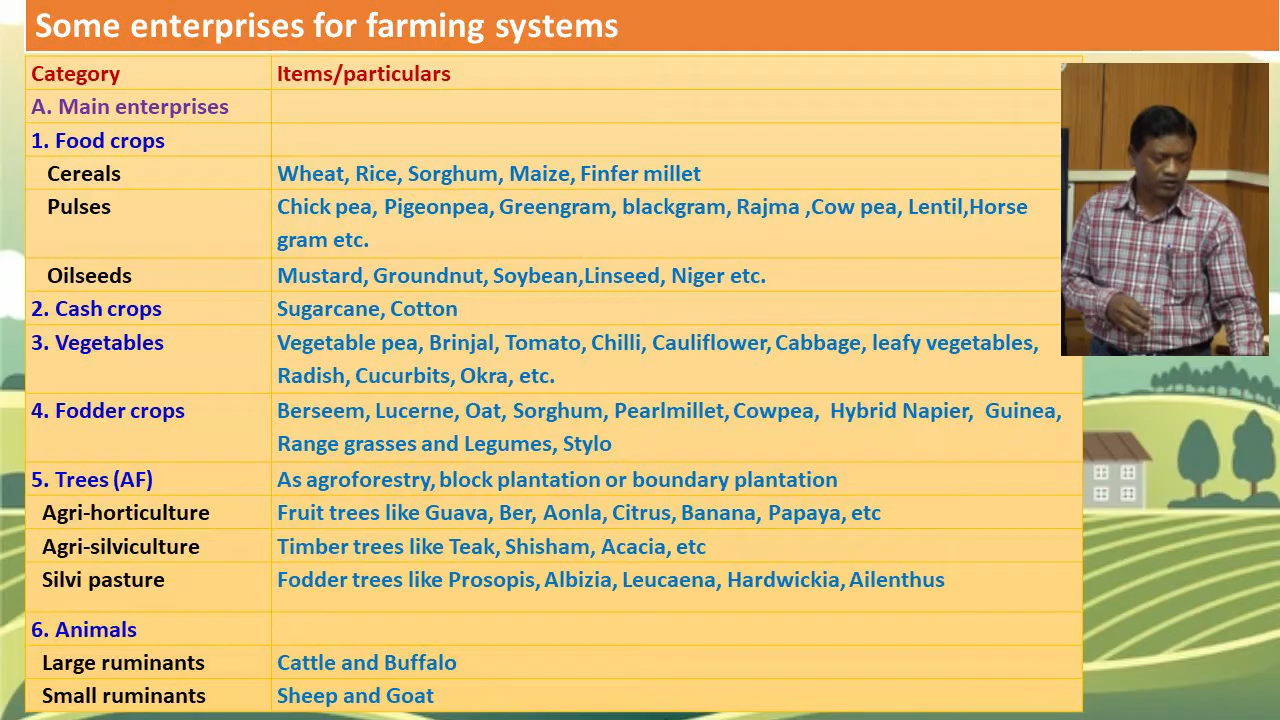 Some enterprises for farming systems
Category Items/particulars
A. Main enterprises
1. Food crops
Cereals Wheat, Rice, Sorghum, Maize, Finfer millet
Pulses Chick pea, Pigeonpea, Greengram, blackgram, Rajma ,Cow pea, Lentil,Horse
gram etc.
Oilseeds Mustard, Groundnut, Soybean,Linseed, Niger etc.
2. Cash crops Sugarcane, Cotton
3. Vegetables Vegetable pea, Brinjal, Tomato, Chilli, Cauliflower, Cabbage, leafy vegetables,
Radish, Cucurbits, Okra, etc.
4. Fodder crops Berseem, Lucerne, Oat, Sorghum, Pearlmillet, Cowpea, Hybrid Napier, Guinea,
Range grasses and Legumes, Stylo
5. Trees (AF) As agroforestry, block plantation or boundary plantation
Agri-horticulture Fruit trees like Guava, Ber, Aonla, Citrus, Banana, Papaya, etc
Agri-silviculture Timber trees like Teak, Shisham, Acacia, etc
Silvi pasture Fodder trees like Prosopis, Albizia, Leucaena, Hardwickia, Ailenthus
6. Animals
Large ruminants Cattle and Buffalo
Small ruminants Sheep and Goat